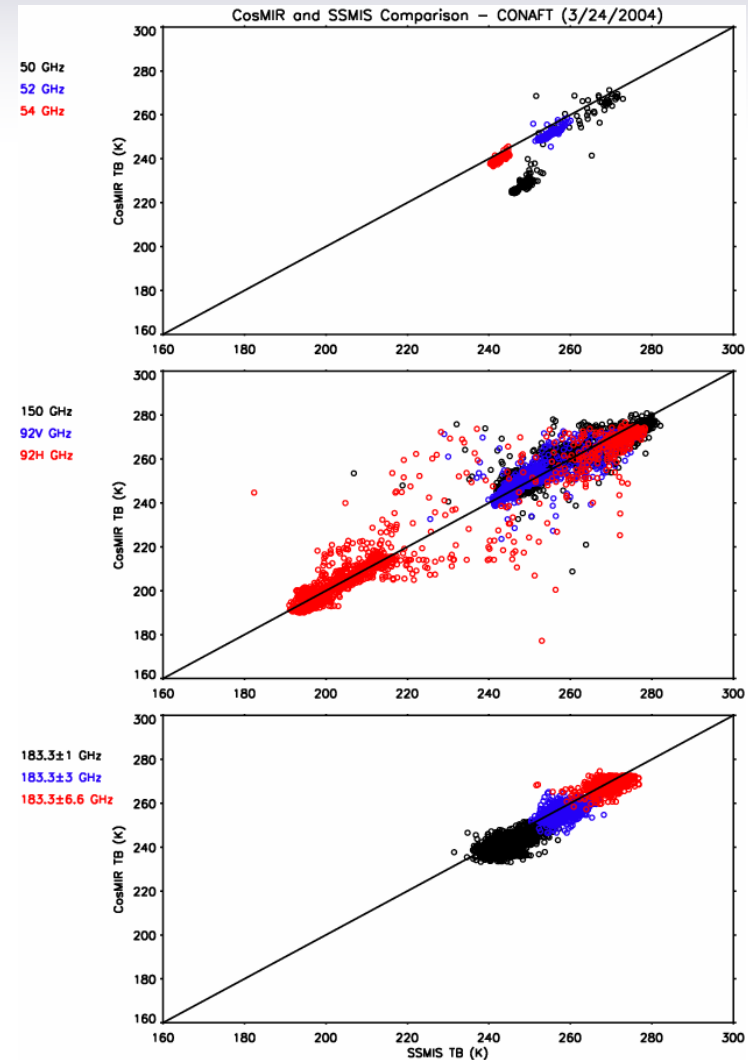 CosMIR and SSMIS Comparison - CONAFT (3/24/2004)
50 GHz
52 GHz
54 GHz
CosMIR TB (K)
300
280
260
240
220
200
180
160
160 180 200 220 240 260 280 300
150 GHz
92V GHz
92H GHz
CosMIR TB (K)
300
280
260
240
220
200
180
160
160 180 200 220 240 260 280 300
183.3±1 GHz
183.3±3 GHz
183.3±6.6 GHz
CosMIR TB (K)
300
280
260
240
220
200
180
160
160 180 200 220 240 260 280 300
SSMIS TB (K)